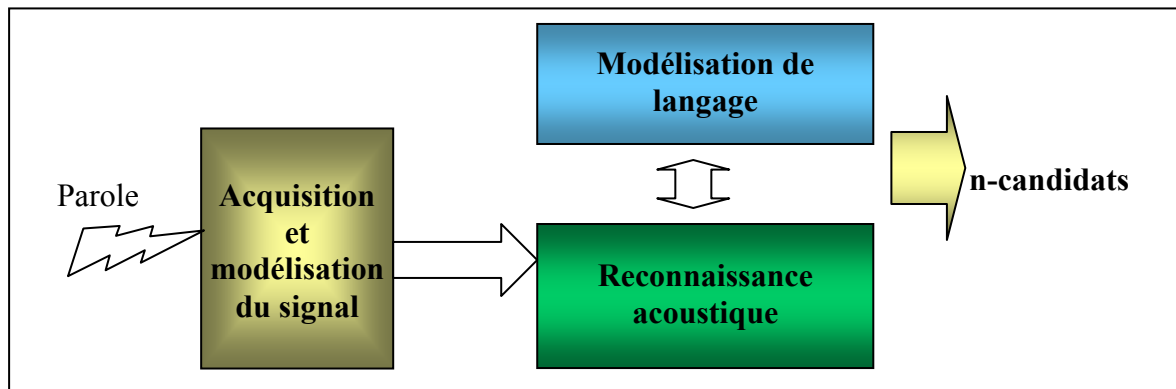 Parole
Acquisition
et
modélisation
du signal
Modélisation de
langage
Reconnaissance
acoustique
n-candidats